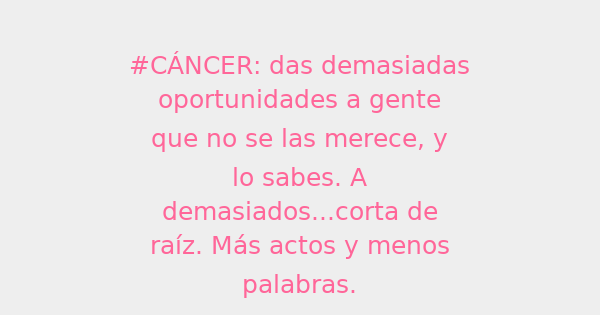 #CÁNCER: das demasiadas
oportunidades a gente
que no se las merece, y
lo sabes. A
demasiados...corta de
raíz. Más actos y menos
palabras.